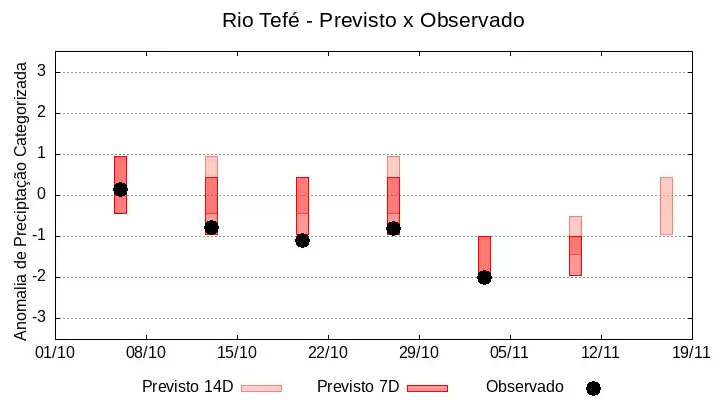 Rio Tefé - Previsto x Observado
Anomalia de Preciptação Categorizada
3
2
1
0
-1
-2
-3
01/10 08/10 15/10 22/10 29/10 05/11 12/11 19/11
Previsto 14D Previsto 7D Observado